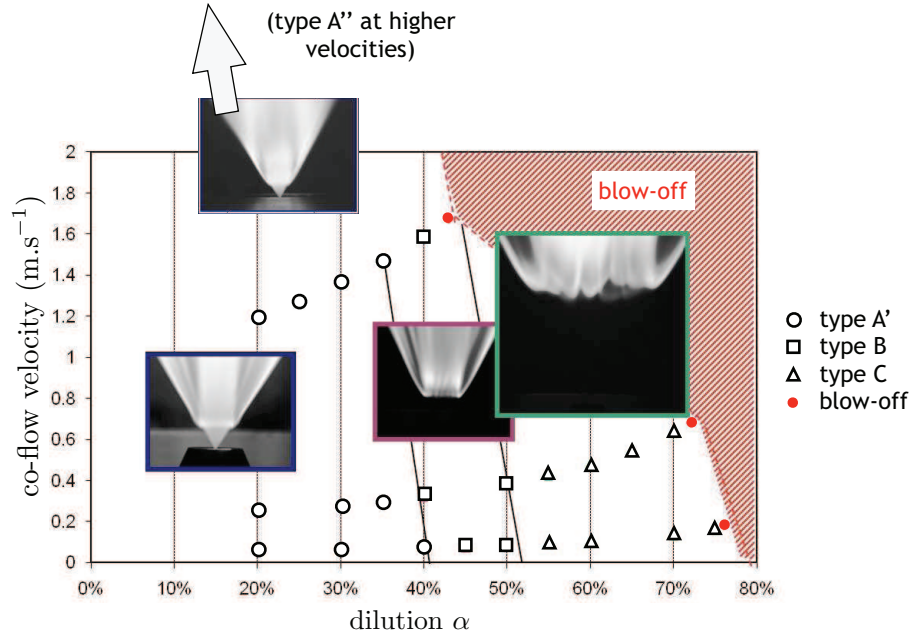 (type A’’ at higher
velocities)
2
1.8
1.6
1.4
1.2
1
0.8
0.6
0.4
0.2
0
co-flow velocity (m.s⁻¹)
blow-off
type A’
type B
type C
blow-off
0% 10% 20% 30% 40% 50% 60% 70% 80%
dilution α